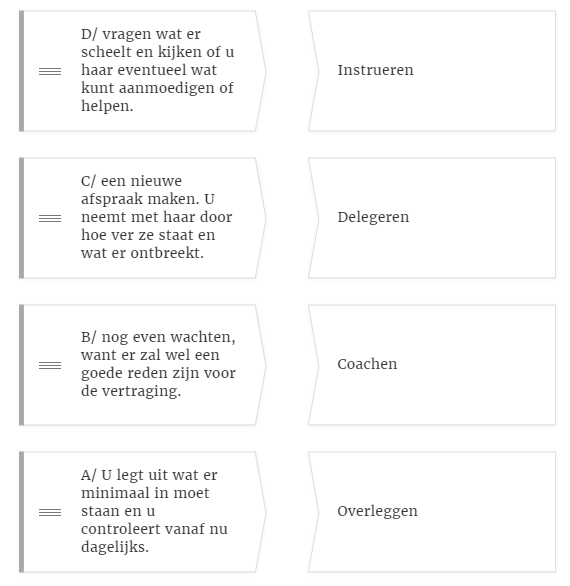 D/ vragen wat er
scheelt en kijken of u
haar eventueel wat
kunt aanmoedigen of
helpen.
Instrueren
C/ een nieuwe
afspraak maken. U
neemt met haar door
hoe ver ze staat en
wat er ontbreekt.
Delegeren
B/ nog even wachten,
want er zal wel een
goede reden zijn voor
de vertraging.
Coachen
A/ U legt uit wat er
minimaal in moet
staan en u
controleert vanaf nu
dagelijks.
Overleggen